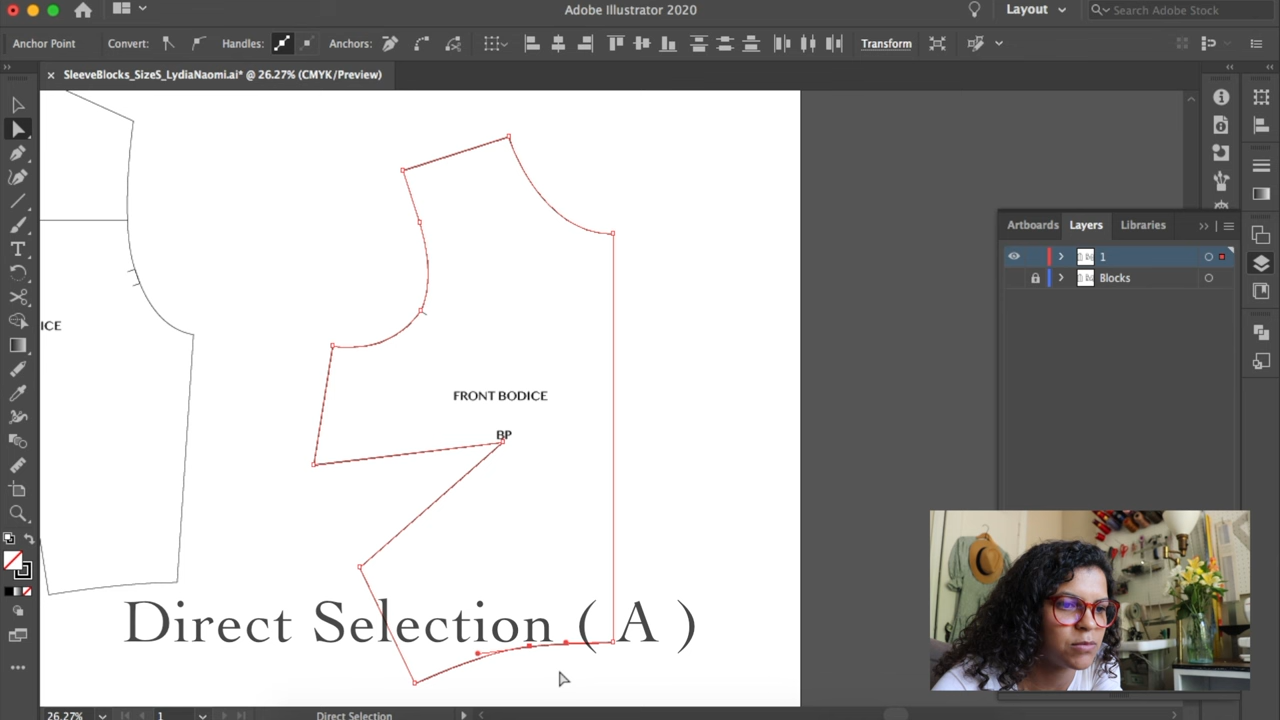 Adobe Illustrator 2020
Layout
Search Adobe Stock
Anchor Point
Convert:
Handles:
Anchors:
Transform
SleeveBlocks_SizeS_LydiaNaomi.ai* @ 26.27% (CMYK/Preview)
Artboards
Layers
Libraries
1
Blocks
ICE
FRONT BODICE
BP
Direct Selection ( A )
26.27%
1
Direct Selection